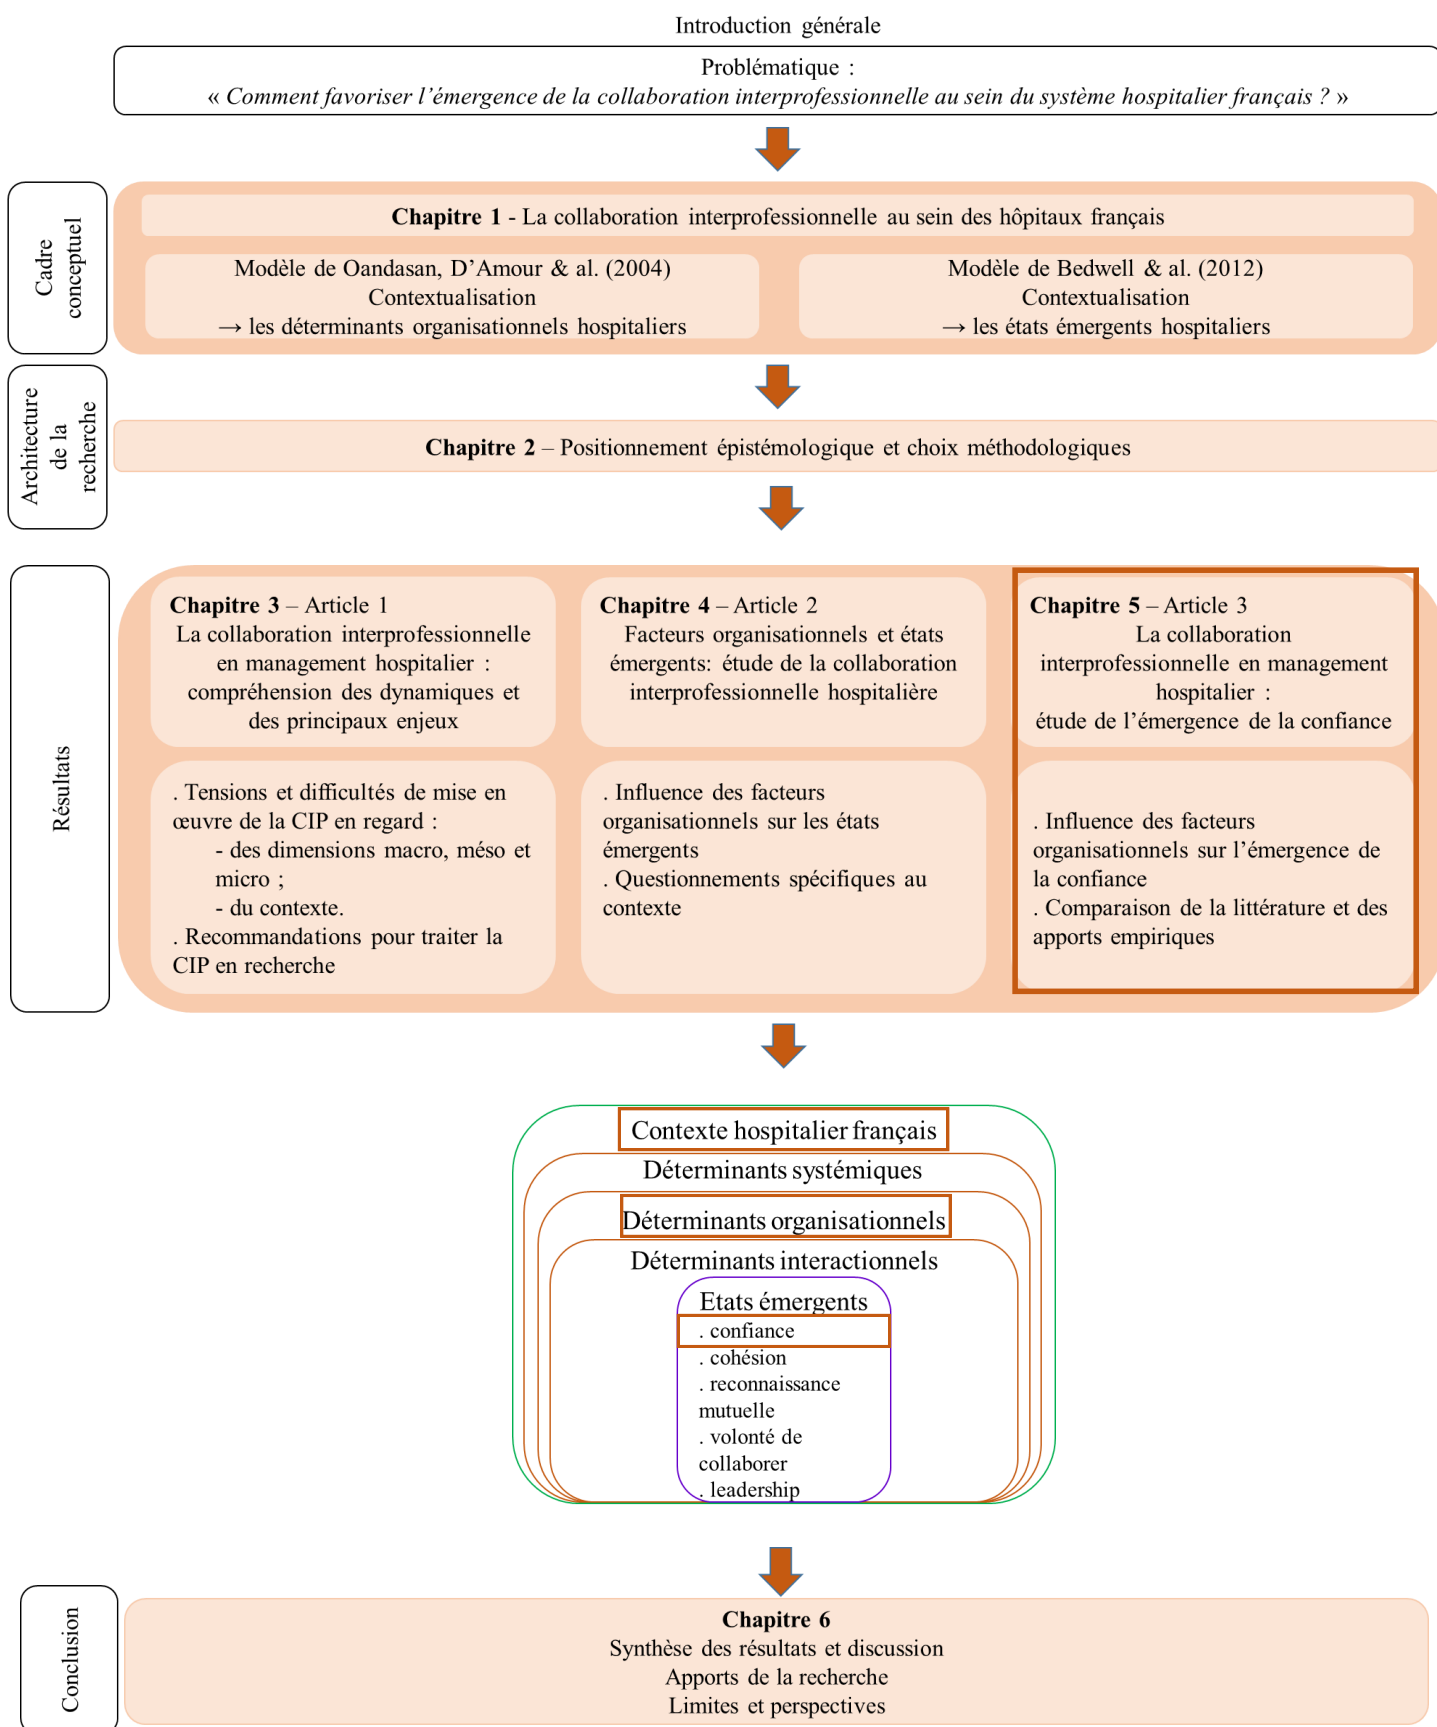 Introduction générale
Problématique :
« Comment favoriser l’émergence de la collaboration interprofessionnelle au sein du système hospitalier français ? »
Cadre
conceptuel
Chapitre 1 - La collaboration interprofessionnelle au sein des hôpitaux français
Modèle de Oandasan, D’Amour & al. (2004)
Contextualisation
→ les déterminants organisationnels hospitaliers
Modèle de Bedwell & al. (2012)
Contextualisation
→ les états émergents hospitaliers
Architecture
de la
recherche
Chapitre 2 – Positionnement épistémologique et choix méthodologiques
Résultats
Chapitre 3 – Article 1
La collaboration interprofessionnelle
en management hospitalier :
compréhension des dynamiques et
des principaux enjeux
. Tensions et difficultés de mise en
œuvre de la CIP en regard :
- des dimensions macro, méso et
micro ;
- du contexte.
. Recommandations pour traiter la
CIP en recherche
Chapitre 4 – Article 2
Facteurs organisationnels et états
émergents: étude de la collaboration
interprofessionnelle hospitalière
. Influence des facteurs
organisationnels sur les états
émergents
. Questionnements spécifiques au
contexte
Chapitre 5 – Article 3
La collaboration
interprofessionnelle en management
hospitalier :
étude de l’émergence de la confiance
. Influence des facteurs
organisationnels sur l’émergence de
la confiance
. Comparaison de la littérature et des
apports empiriques
Contexte hospitalier français
Déterminants systémiques
Déterminants organisationnels
Déterminants interactionnels
Etats émergents
. confiance
. cohésion
. reconnaissance
mutuelle
. volonté de
collaborer
. leadership
Conclusion
Chapitre 6
Synthèse des résultats et discussion
Apports de la recherche
Limites et perspectives